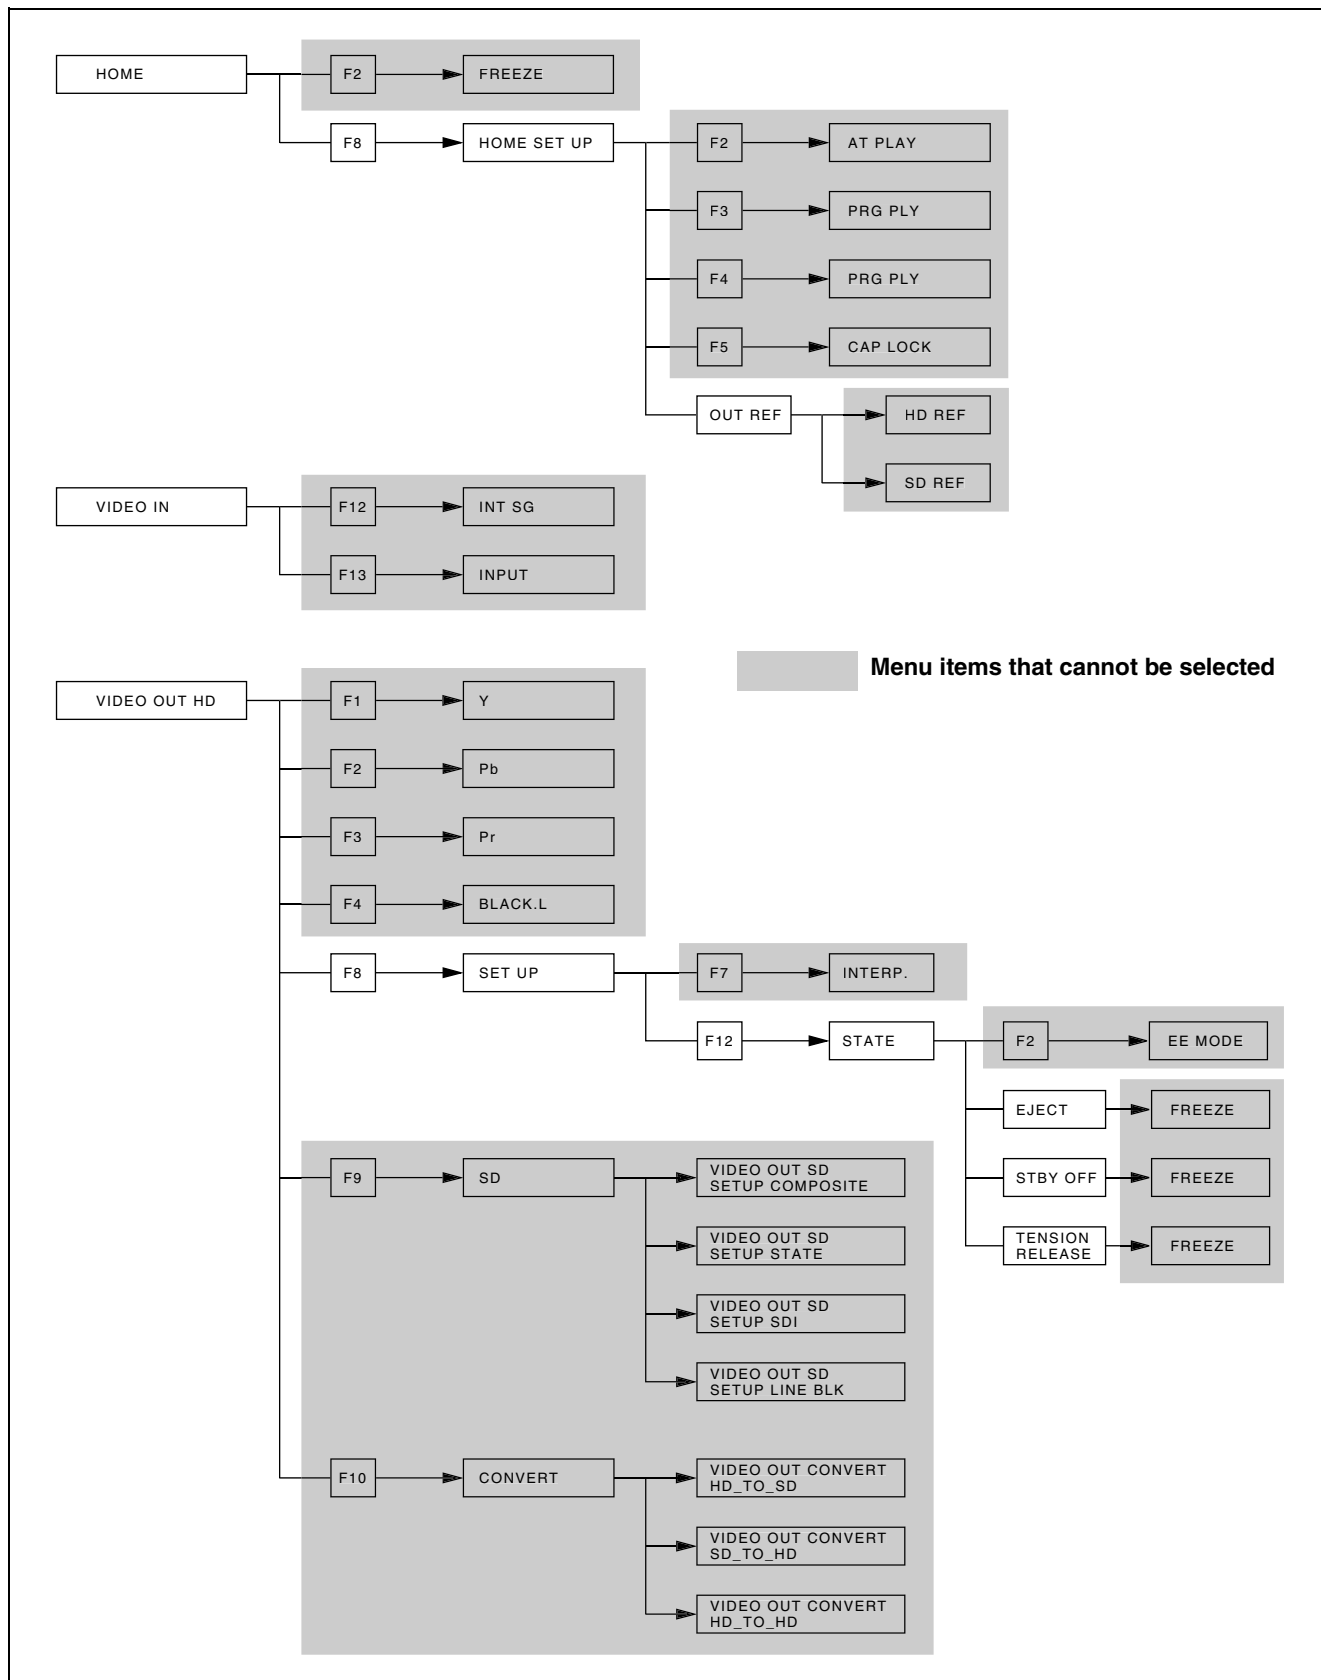 HOME
F2
FREEZE
F8
HOME SET UP
F2
AT PLAY
F3
PRG PLY
F4
PRG PLY
F5
CAP LOCK
OUT REF
HD REF
SD REF
VIDEO IN
F12
INT SG
F13
INPUT
Menu items that cannot be selected
VIDEO OUT HD
F1
Y
F2
Pb
F3
Pr
F4
BLACK.L
F8
SET UP
F7
INTERP.
F12
STATE
F2
EE MODE
EJECT
FREEZE
STBY OFF
FREEZE
TENSION
RELEASE
FREEZE
F9
SD
VIDEO OUT SD
SETUP COMPOSITE
VIDEO OUT SD
SETUP STATE
VIDEO OUT SD
SETUP SDI
VIDEO OUT SD
SETUP LINE BLK
F10
CONVERT
VIDEO OUT CONVERT
HD_TO_SD
VIDEO OUT CONVERT
SD_TO_HD
VIDEO OUT CONVERT
HD_TO_HD